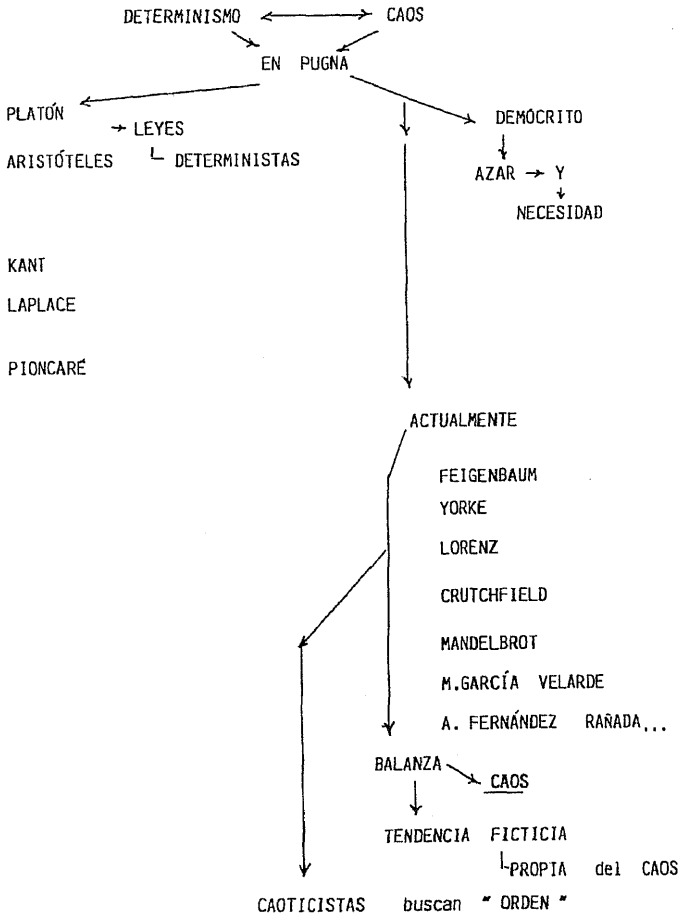 DETERMINISMO CAOS
EN PUGNA
PLATÓN
→ LEYES
ARISTÓTELES
DETERMINISTAS
DEMÓCRITO
AZAR → Y
NECESIDAD
KANT
LAPLACE
PIONCARÉ
ACTUALMENTE
FEIGENBAUM
YORKE
LORENZ
CRUTCHFIELD
MANDELBROT
M.GARCÍA VELARDE
A. FERNÁNDEZ RAÑADA...
BALANZA
CAOS
TENDENCIA FICTICIA
PROPIA del CAOS
CAOTICISTAS buscan " ORDEN "